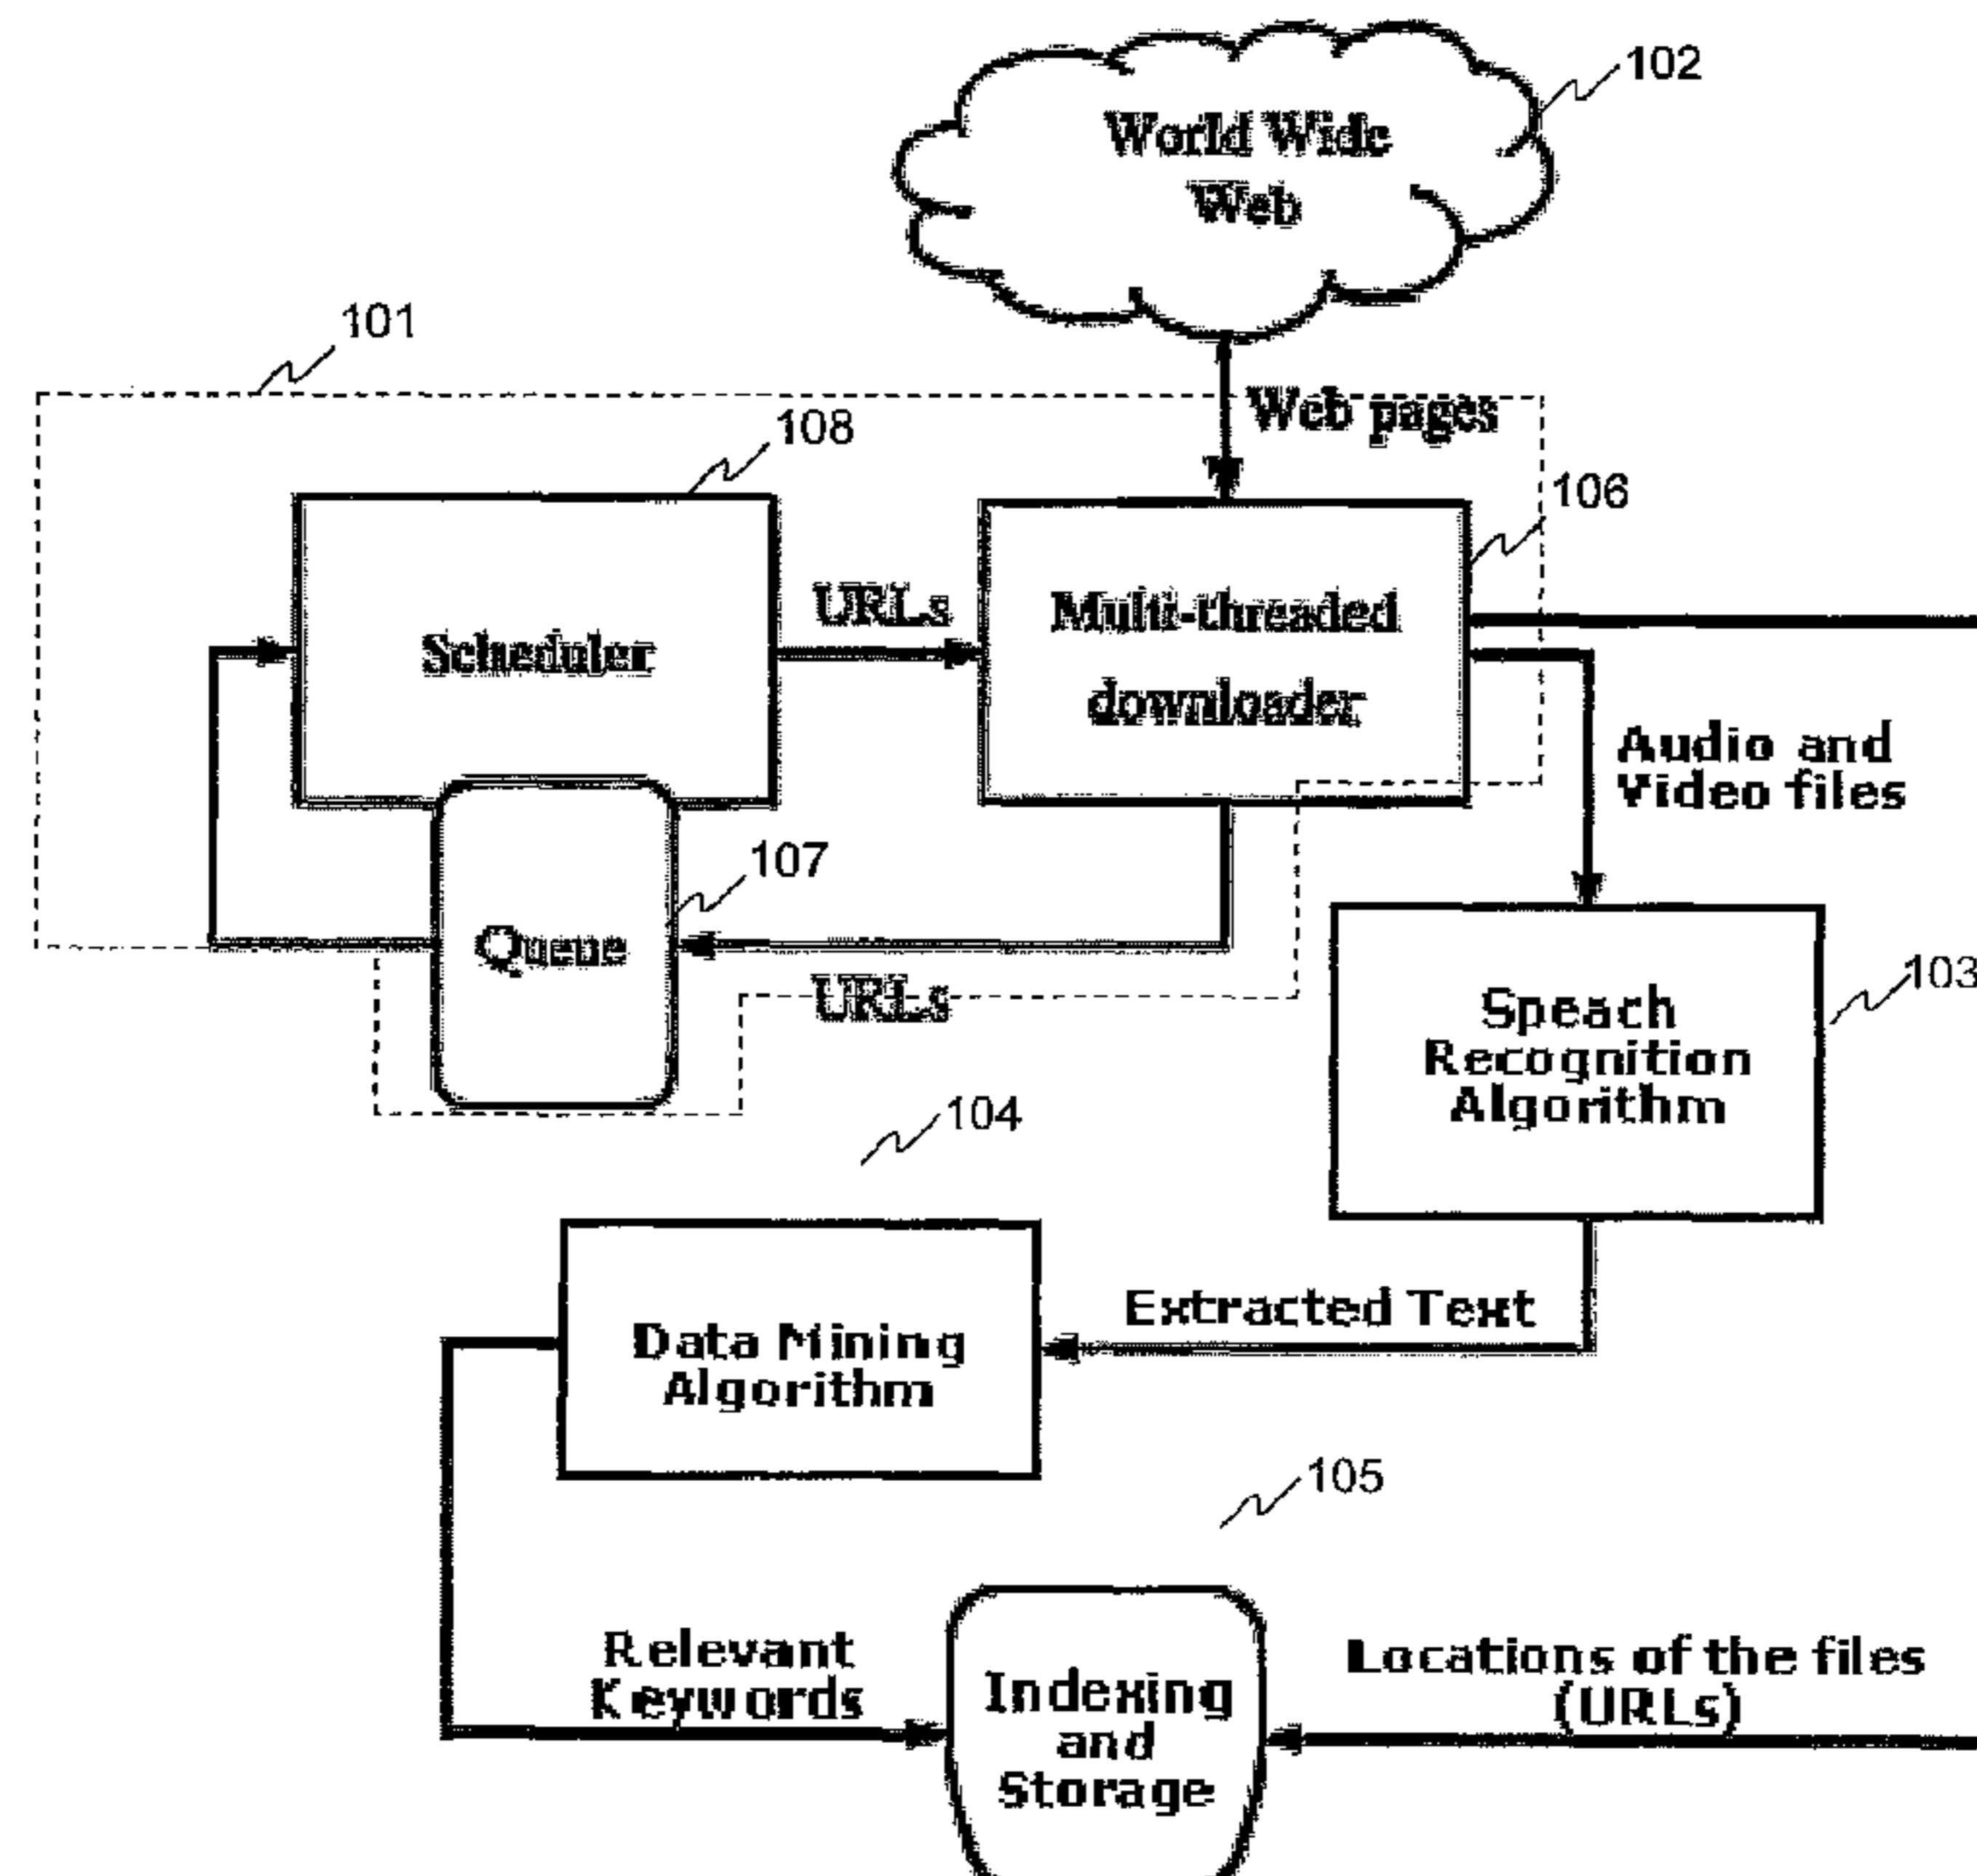 102
World Wide
Web
101
Web pages
108
106
URLs
Multi-threaded
downloader
Scheduler
Audio and
Video files
107
Queue
URLs
103
Speach
Recognition
Algorithm
104
Extracted Text
Data Mining
Algorithm
105
Relevant
Keywords
Indexing
and
Storage
Locations of the files
(URLs)